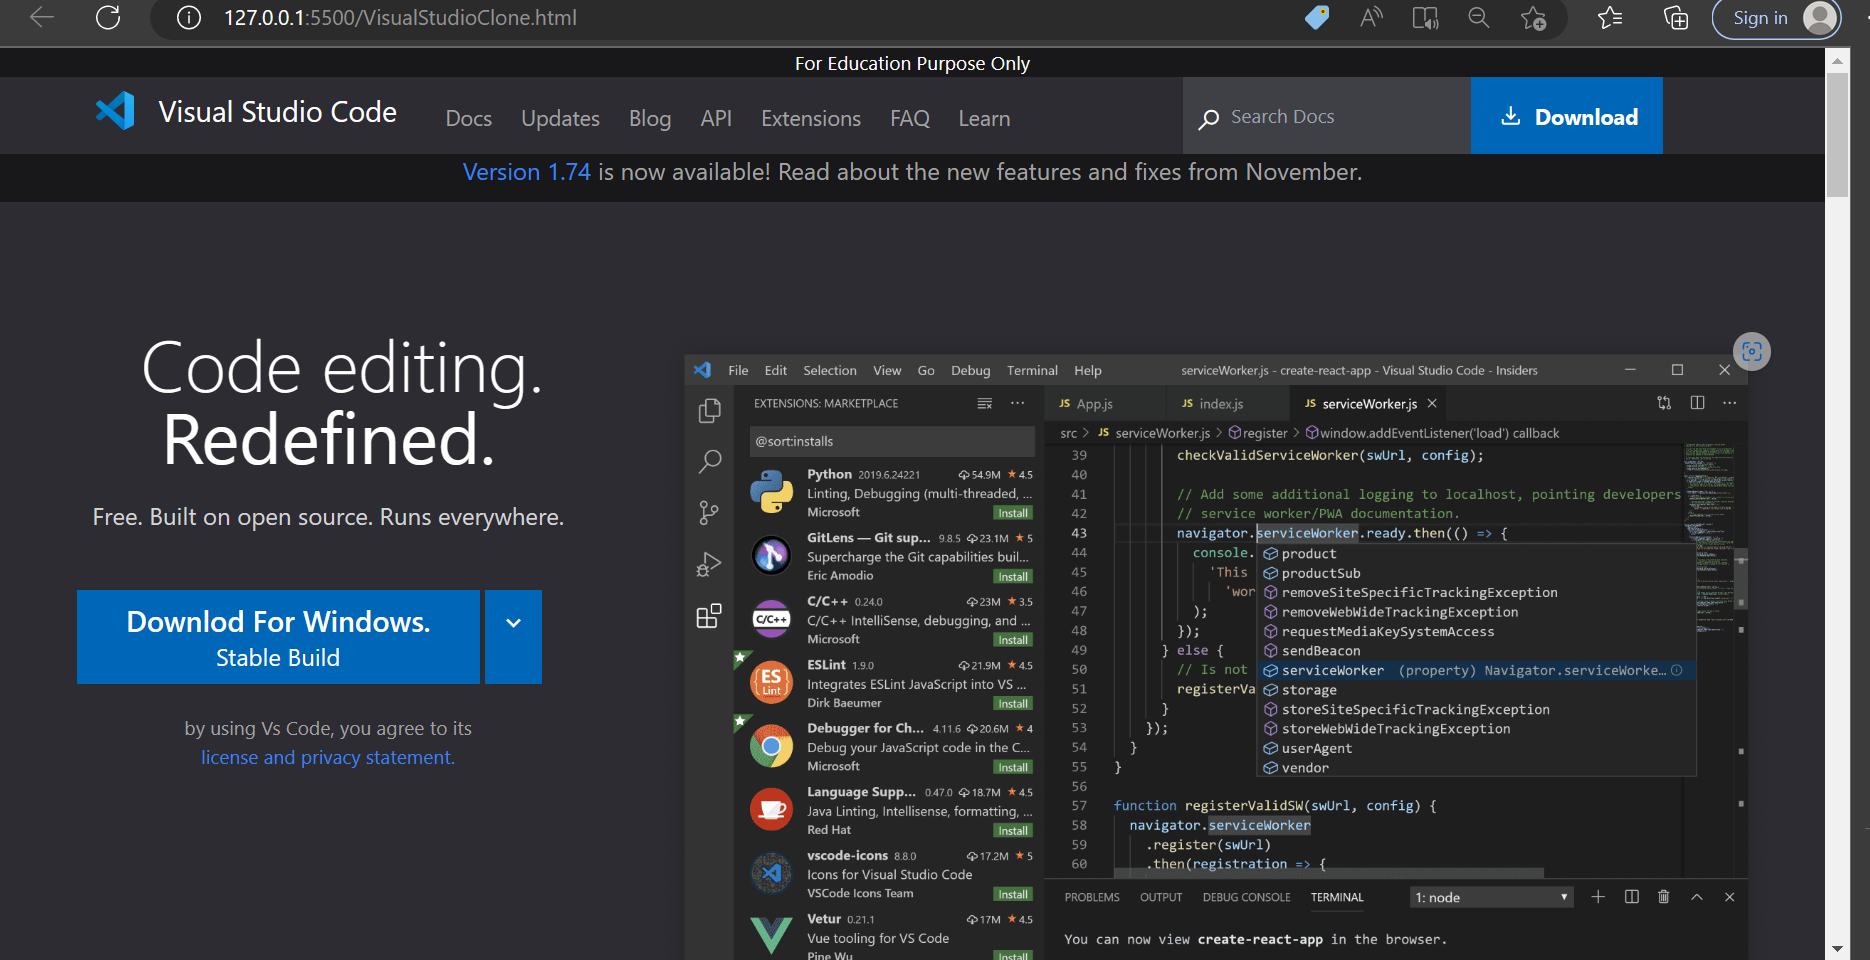 127.0.0.1:5500/VisualStudioClone.html
Sign in
For Education Purpose Only
Visual Studio Code
Docs Updates Blog API Extensions FAQ Learn
Search Docs
Download
Version 1.74 is now available! Read about the new features and fixes from November.
Code editing.
Redefined.
Free. Built on open source. Runs everywhere.
Downlod For Windows.
Stable Build
by using Vs Code, you agree to its
license and privacy statement.
File Edit Selection View Go Debug Terminal Help
serviceWorker.js - create-react-app - Visual Studio Code - Insiders
EXTENSIONS: MARKETPLACE
@sort:installs
Python 2019.6.24221 54.9M ★ 4.5
Linting, Debugging (multi-threaded, ...
Microsoft Install
GitLens — Git sup... 9.8.5 23.1M ★ 5
Supercharge the Git capabilities buil...
Eric Amodio Install
C/C++
C/C++ 0.24.0 23M ★ 3.5
C/C++ IntelliSense, debugging, and ...
Microsoft Install
ES
Lint
ESLint 1.9.0 21.9M ★ 4.5
Integrates ESLint JavaScript into VS ...
Dirk Baeumer Install
Debugger for Ch... 4.11.6 20.6M ★ 4
Debug your JavaScript code in the C...
Microsoft Install
Language Supp... 0.47.0 18.7M ★ 4.5
Java Linting, Intellisense, formatting, ...
Red Hat Install
vscode-icons 8.8.0 17.2M ★ 5
Icons for Visual Studio Code
VSCode Icons Team Install
Vetur 0.21.1 17M ★ 4.5
Vue tooling for VS Code
Pine Wu Install
JS App.js JS index.js JS serviceWorker.js
src > JS serviceWorker.js > register > window.addEventListener('load') callback
39 checkValidServiceWorker(swUrl, config);
40
41 // Add some additional logging to localhost, pointing developers
42 // service worker/PWA documentation.
43 navigator.serviceWorker.ready.then(() => {
44 console.
45 'This
46 'wor
47 );
48 });
49 } else {
50 // Is not
51 registerVa
52 }
53 });
54 }
55 }
56
57 function registerValidSW(swUrl, config) {
58 navigator.serviceWorker
59 .register(swUrl)
60 .then(registration => {
product
productSub
removeSiteSpecificTrackingException
removeWebWideTrackingException
requestMediaKeySystemAccess
sendBeacon
serviceWorker (property) Navigator.serviceWorke...
storage
storeSiteSpecificTrackingException
storeWebWideTrackingException
userAgent
vendor
PROBLEMS OUTPUT DEBUG CONSOLE TERMINAL 1: node
You can now view create-react-app in the browser.